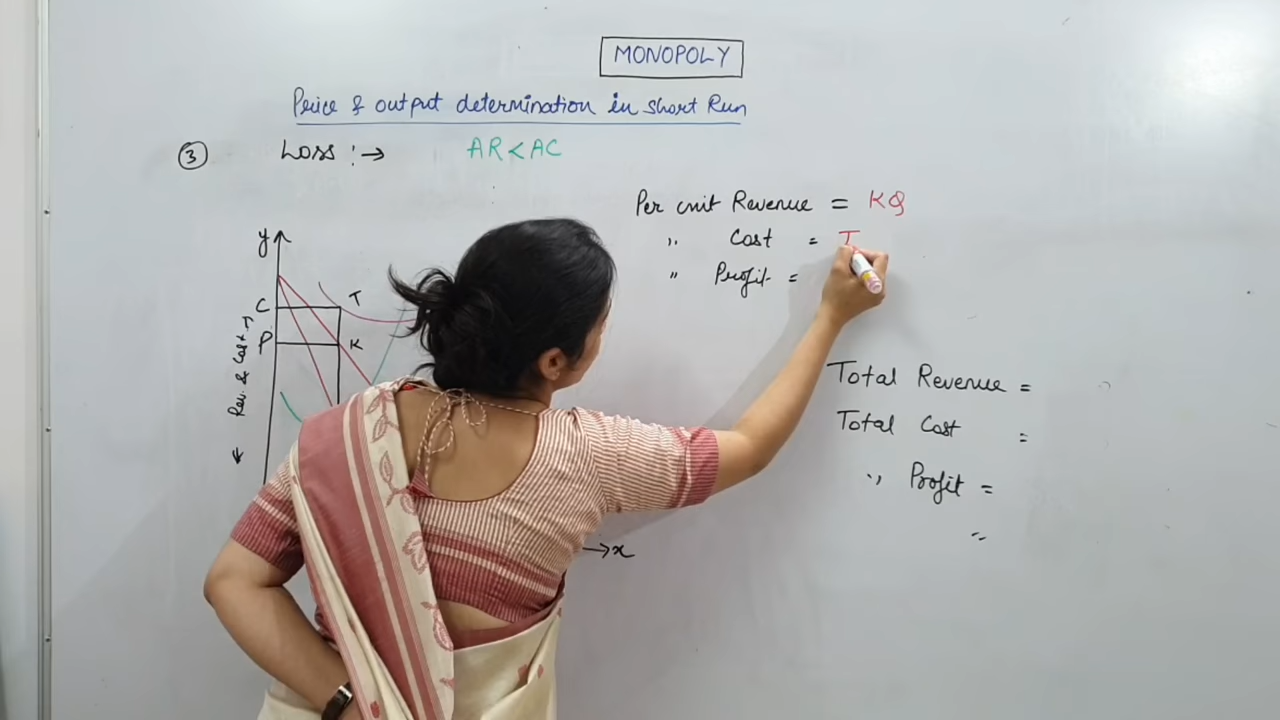 MONOPOLY
Price & output determination in short Run
③ Loss :→ AR<AC
Per unit Revenue = KQ
,, Cost = T
" Profit =
y
C T
P K
← Rev. & Cost →
→x
Total Revenue =
Total Cost =
,, Profit =
,,